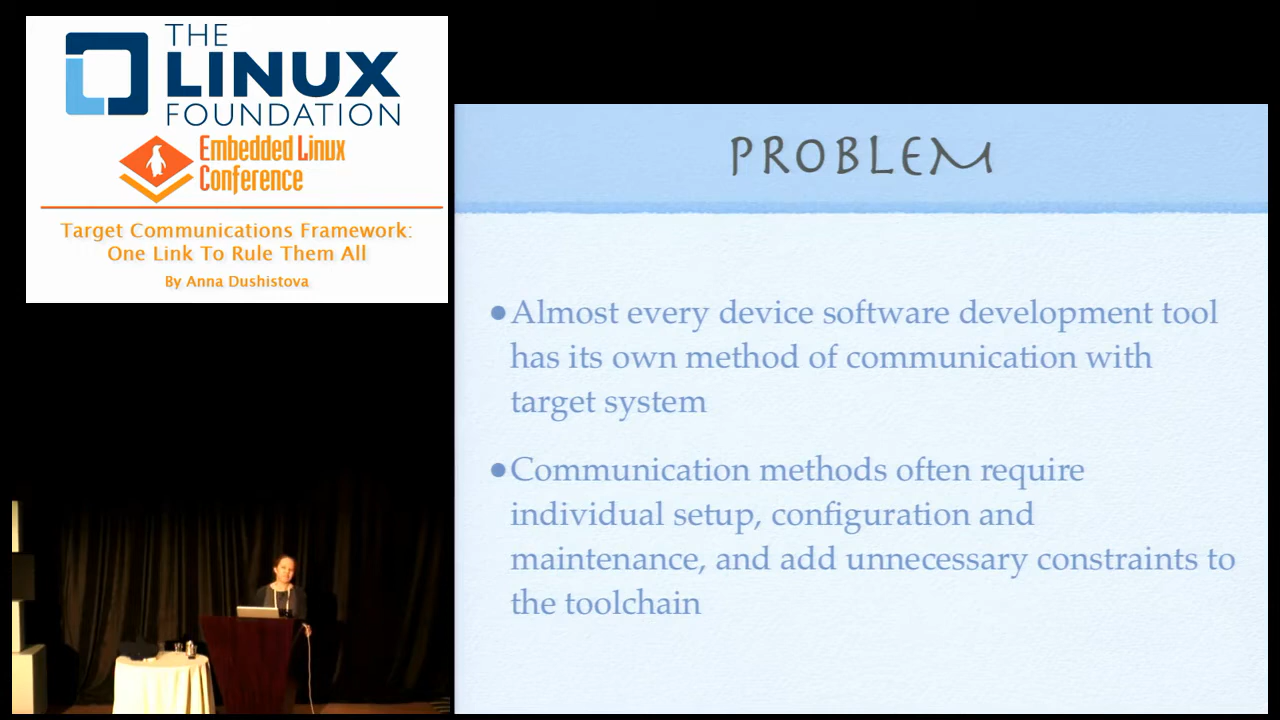 THE
LINUX
FOUNDATION
Embedded Linux
Conference
Target Communications Framework:
One Link To Rule Them All
By Anna Dushistova
PROBLEM
•Almost every device software development tool
has its own method of communication with
target system
•Communication methods often require
individual setup, configuration and
maintenance, and add unnecessary constraints to
the toolchain